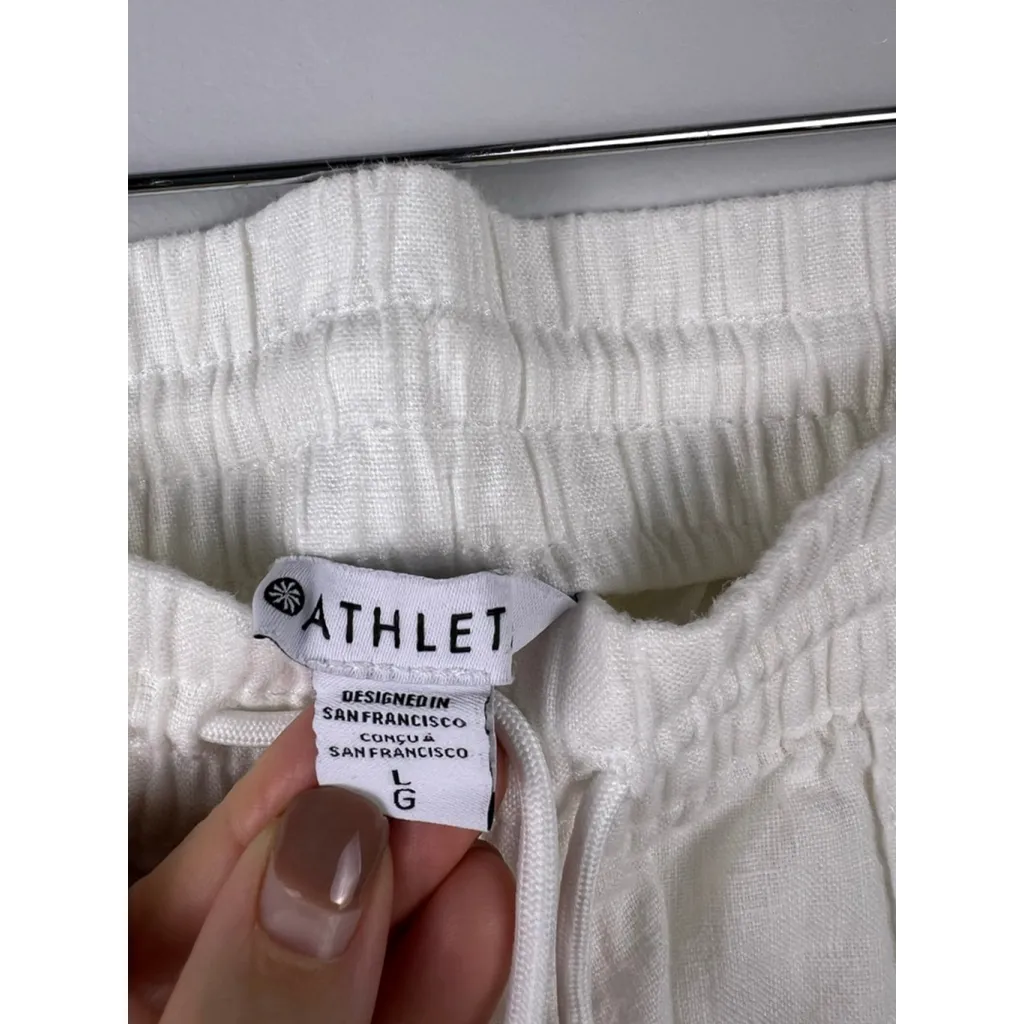 ATHLET
DESIGNED IN
SAN FRANCISCO
CONÇU À
SAN FRANCISCO
L
G